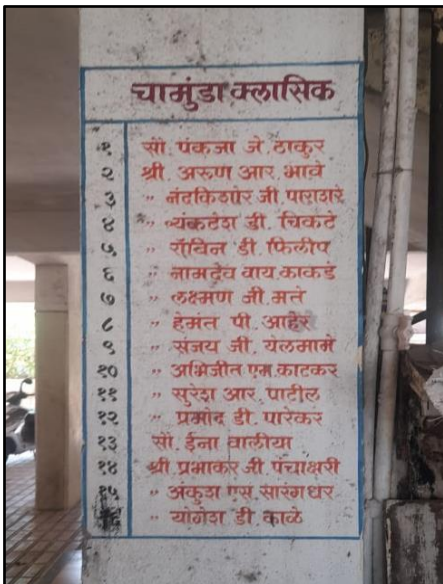 चामुंडा क्लासिक
१ सौ. पंकजा जे. ठाकुर
२ श्री. अरुण आर. भावे
३ " नंदकिशोर जी. पाराशरे
४ " व्यंकटेश डी. चिकटे
५ " रॉबिन डी. फिलीप
६ " नामदेव वाय. काकडे
७ " लक्ष्मण जी. मते
८ " हेमंत पी. आहेर
९ " संजय जी. येलमामे
१० " अभिजीत एम. काटकर
११ " सुरेश आर. पाटील
१२ " प्रमोद डी. पारेकर
१३ सौ. ईना वालीया
१४ श्री प्रभाकर जी. पंचाक्षरी
१५ " अंकुश एस. सारंगधर
" योगेश डी. काळे